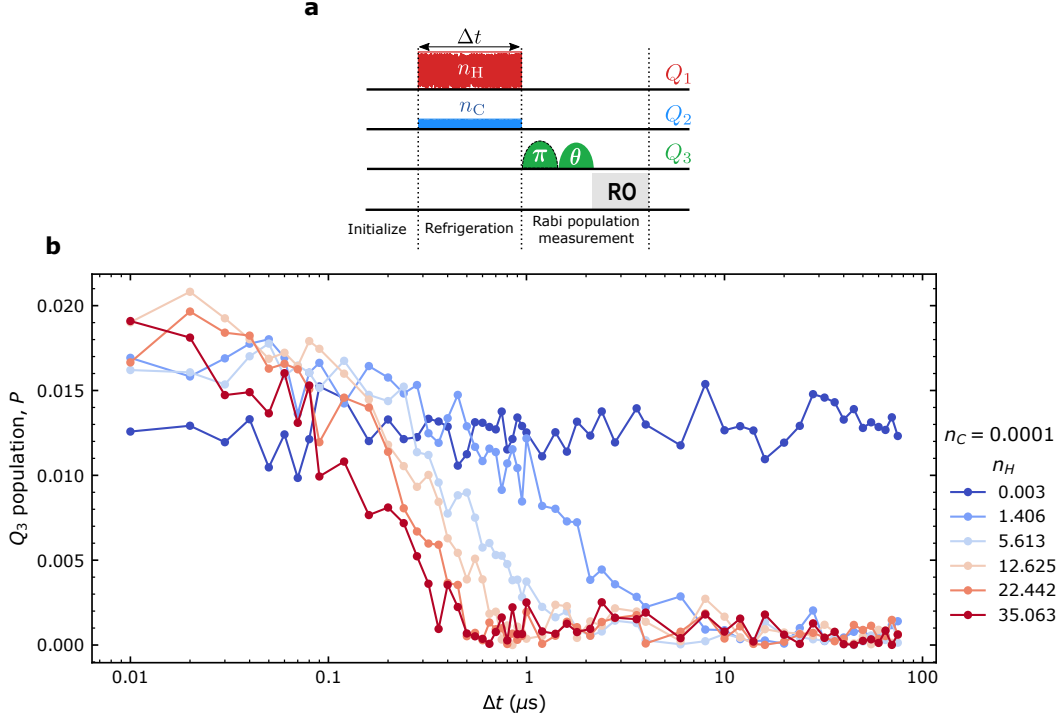 a
Δt
n_H
Q_1
n_C
Q_2
π θ
Q_3
RO
Initialize
Refrigeration
Rabi population
measurement
b
0.020
0.015
0.010
0.005
0.000
Q_3 population, P
0.01
0.1
1
10
100
Δt (μs)
n_C = 0.0001
n_H
0.003
1.406
5.613
12.625
22.442
35.063